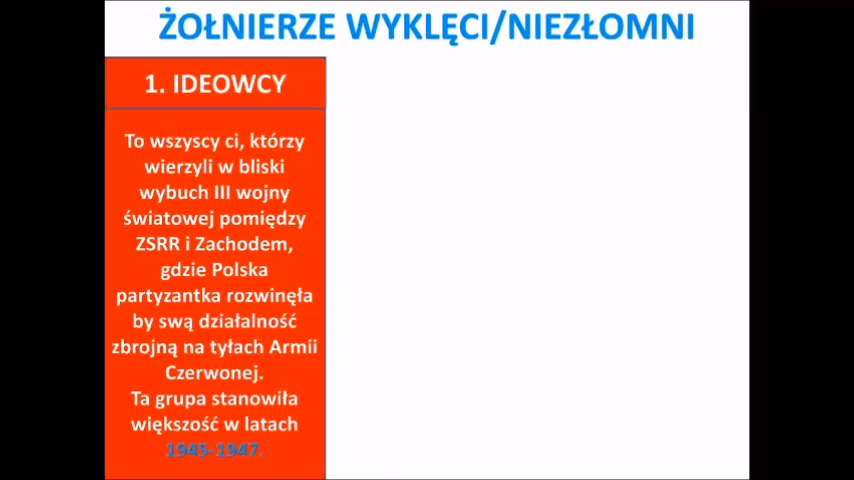 ŻOŁNIERZE WYKLĘCI/NIEZŁOMNI
1. IDEOWCY
To wszyscy ci, którzy
wierzyli w bliski
wybuch III wojny
światowej pomiędzy
ZSRR i Zachodem,
gdzie Polska
partyzantka rozwinęła
by swą działalność
zbrojną na tyłach Armii
Czerwonej.
Ta grupa stanowiła
większość w latach
1945-1947.